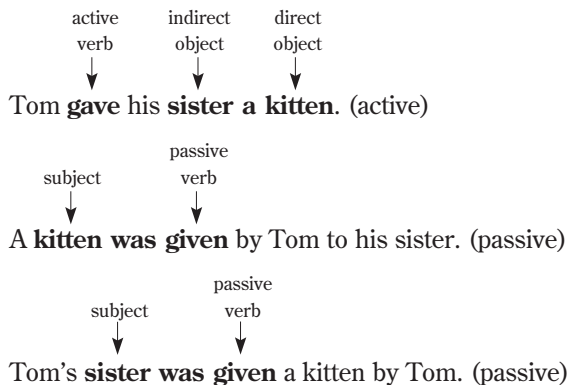 active indirect direct
verb object object
Tom gave his sister a kitten. (active)
passive
subject verb
A kitten was given by Tom to his sister. (passive)
passive
subject verb
Tom's sister was given a kitten by Tom. (passive)